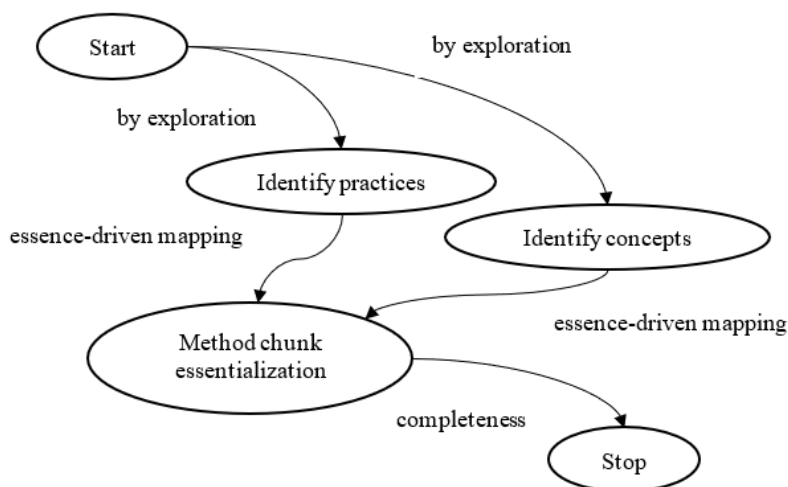 Start
by exploration
by exploration
Identify practices
essence-driven mapping
Identify concepts
essence-driven mapping
Method chunk
essentialization
completeness
Stop